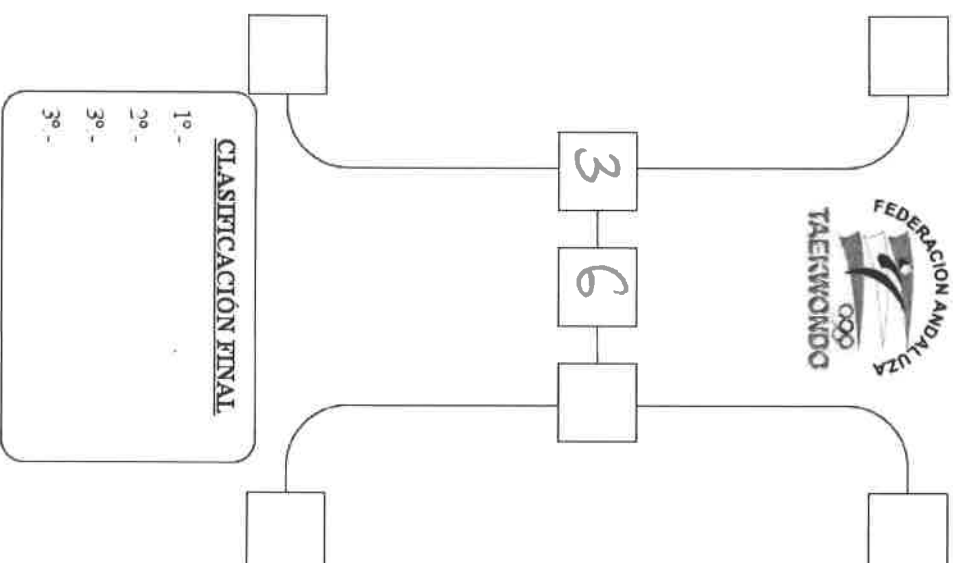 FEDERACION ANDALUZA
TAEKWONDO
3
6
CLASIFICACIÓN FINAL
1º.-
2º.-
3º.-
3º.-